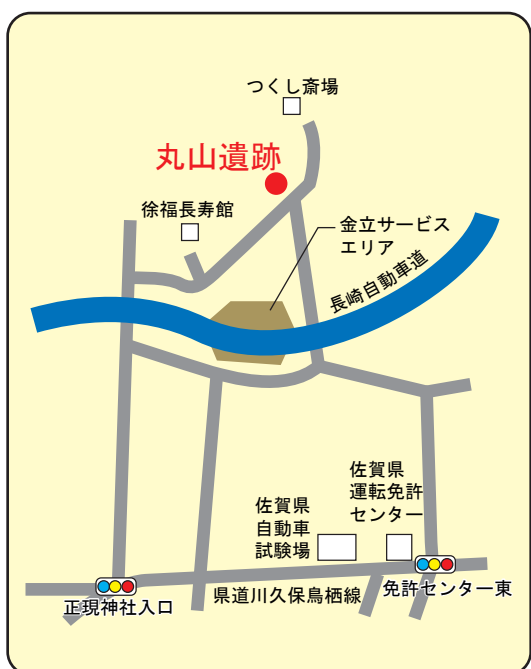 つくし斎場
丸山遺跡
徐福長寿館
金立サービス
エリア
長崎自動車道
佐賀県
運転免許
センター
佐賀県
自動車
試験場
県道川久保鳥栖線
免許センター東
正現神社入口